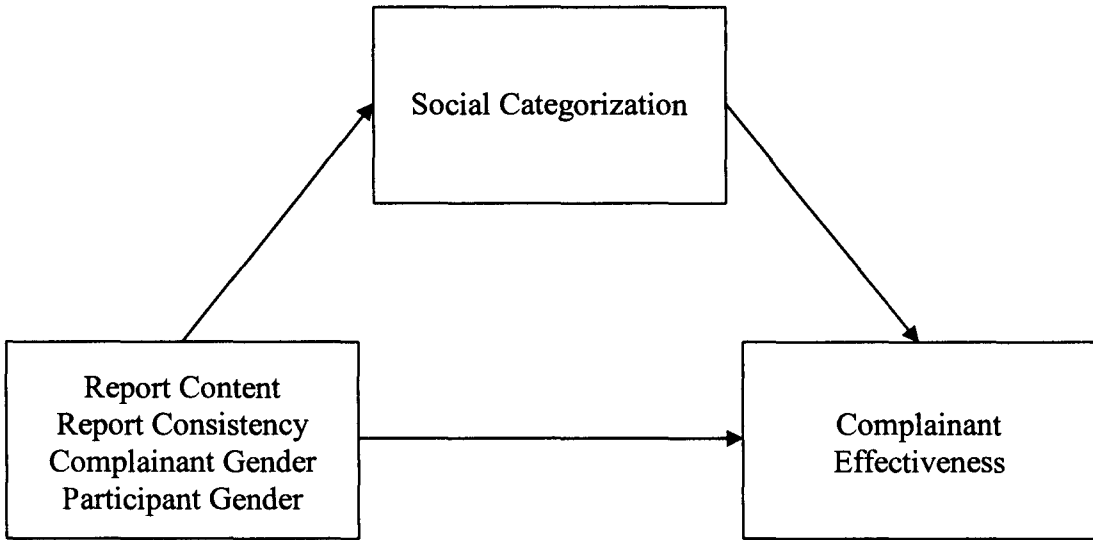 Social Categorization
Report Content
Report Consistency
Complainant Gender
Participant Gender
Complainant
Effectiveness